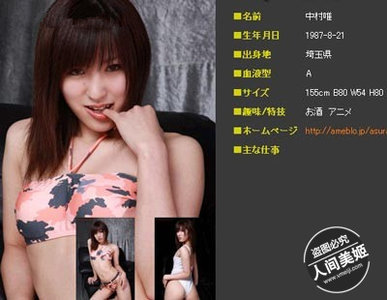 ■名前 中村唯
■生年月日 1987-8-21
■出身地 埼玉県
■血液型 A
■サイズ 155cm B80 W54 H80
■趣味/特技 お酒 アニメ
■ホームページ http://ameblo.jp/asur
■主な仕事
盗图必究
人间美姬
www.smeiji.com